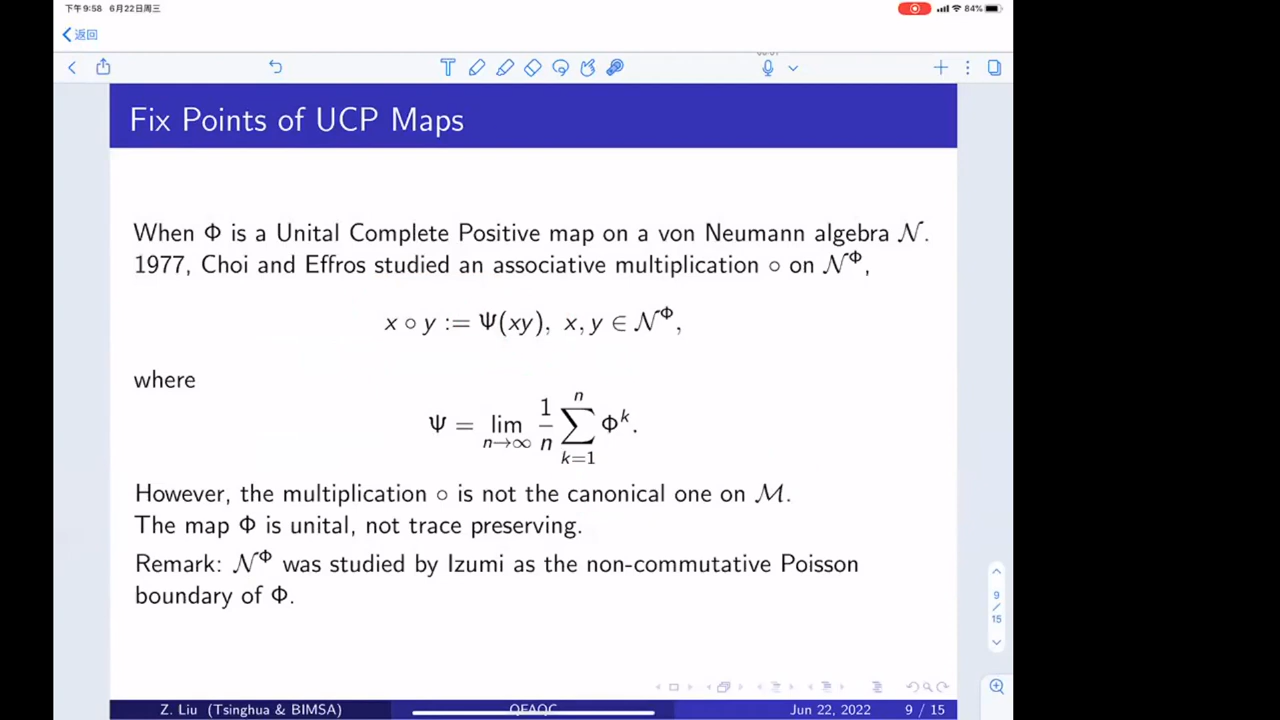 下午9:58 6月22日周三
84%
返回
Fix Points of UCP Maps
When Φ is a Unital Complete Positive map on a von Neumann algebra 𝒩.
1977, Choi and Effros studied an associative multiplication ∘ on 𝒩^Φ,
x ∘ y := Ψ(xy), x, y ∈ 𝒩^Φ,
where
Ψ = lim_{n→∞} 1/n ∑_{k=1}^{n} Φ^k.
However, the multiplication ∘ is not the canonical one on ℳ.
The map Φ is unital, not trace preserving.
Remark: 𝒩^Φ was studied by Izumi as the non-commutative Poisson
boundary of Φ.
9
/
15
Z. Liu (Tsinghua & BIMSA) QFAQC Jun 22, 2022 9 / 15